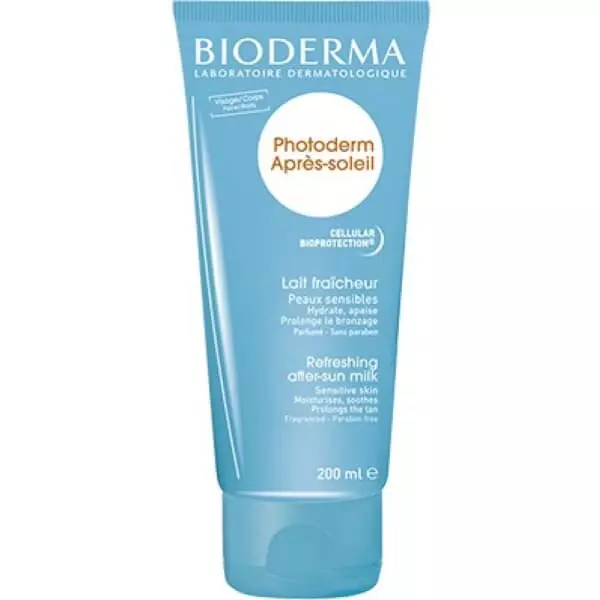 BIODERMA
LABORATOIRE DERMATOLOGIQUE
Visage/Corps
Face/Body
Photoderm
Après-soleil
CELLULAR
BIOPROTECTION®
Lait fraîcheur
Peaux sensibles
Hydrate, apaise
Prolonge le bronzage
Parfumé - Sans paraben
Refreshing
after-sun milk
Sensitive skin
Moisturises, soothes
Prolongs the tan
Fragranced - Paraben free
200 ml ℮